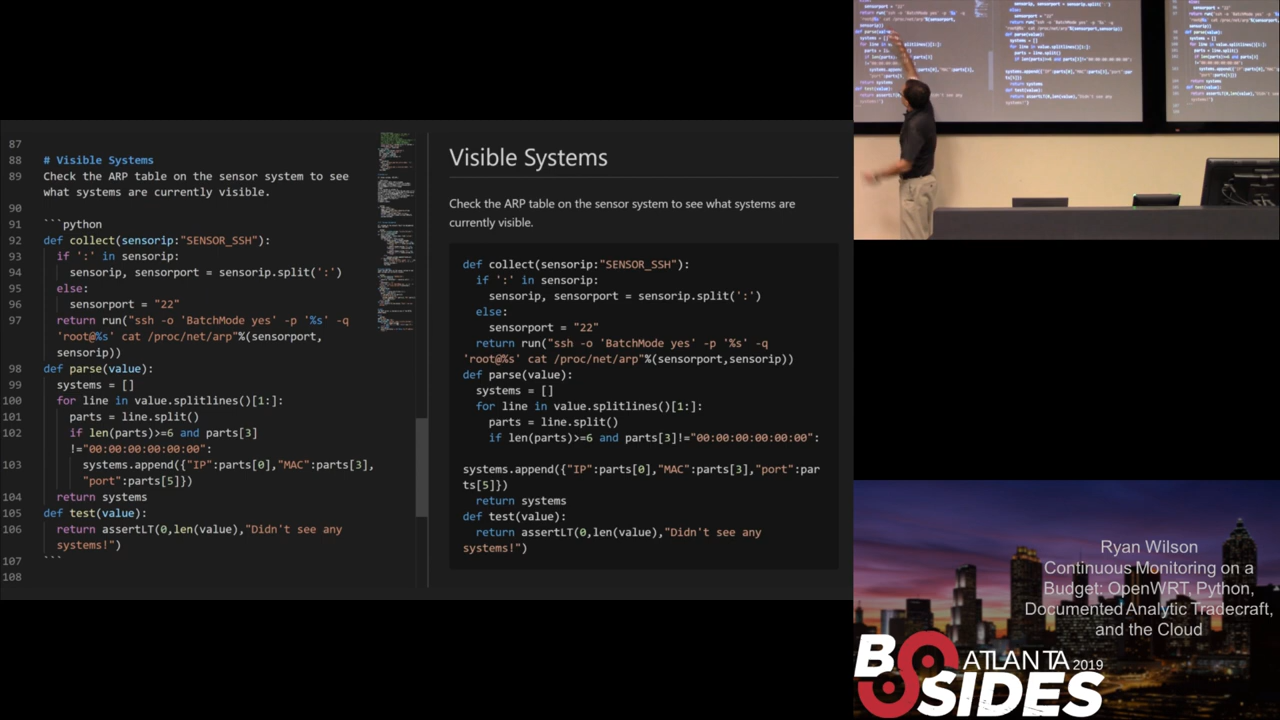 87
88 # Visible Systems
89 Check the ARP table on the sensor system to see
what systems are currently visible.
90
91 ```python
92 def collect(sensorip:"SENSOR_SSH"):
93 if ':' in sensorip:
94 sensorip, sensorport = sensorip.split(':')
95 else:
96 sensorport = "22"
97 return run("ssh -o 'BatchMode yes' -p '%s' -q
'root@%s' cat /proc/net/arp"%(sensorport,
sensorip))
98 def parse(value):
99 systems = []
100 for line in value.splitlines()[1:]:
101 parts = line.split()
102 if len(parts)>=6 and parts[3]
!="00:00:00:00:00:00":
103 systems.append({"IP":parts[0],"MAC":parts[3],
"port":parts[5]})
104 return systems
105 def test(value):
106 return assertLT(0,len(value),"Didn't see any
systems!")
107 ```
108
Visible Systems
Check the ARP table on the sensor system to see what systems are
currently visible.
def collect(sensorip:"SENSOR_SSH"):
if ':' in sensorip:
sensorip, sensorport = sensorip.split(':')
else:
sensorport = "22"
return run("ssh -o 'BatchMode yes' -p '%s' -q
'root@%s' cat /proc/net/arp"%(sensorport,sensorip))
def parse(value):
systems = []
for line in value.splitlines()[1:]:
parts = line.split()
if len(parts)>=6 and parts[3]!="00:00:00:00:00:00":
systems.append({"IP":parts[0],"MAC":parts[3],"port":par
ts[5]})
return systems
def test(value):
return assertLT(0,len(value),"Didn't see any
systems!")
Ryan Wilson
Continuous Monitoring on a
Budget: OpenWRT, Python,
Documented Analytic Tradecraft,
and the Cloud
BSIDES ATLANTA 2019